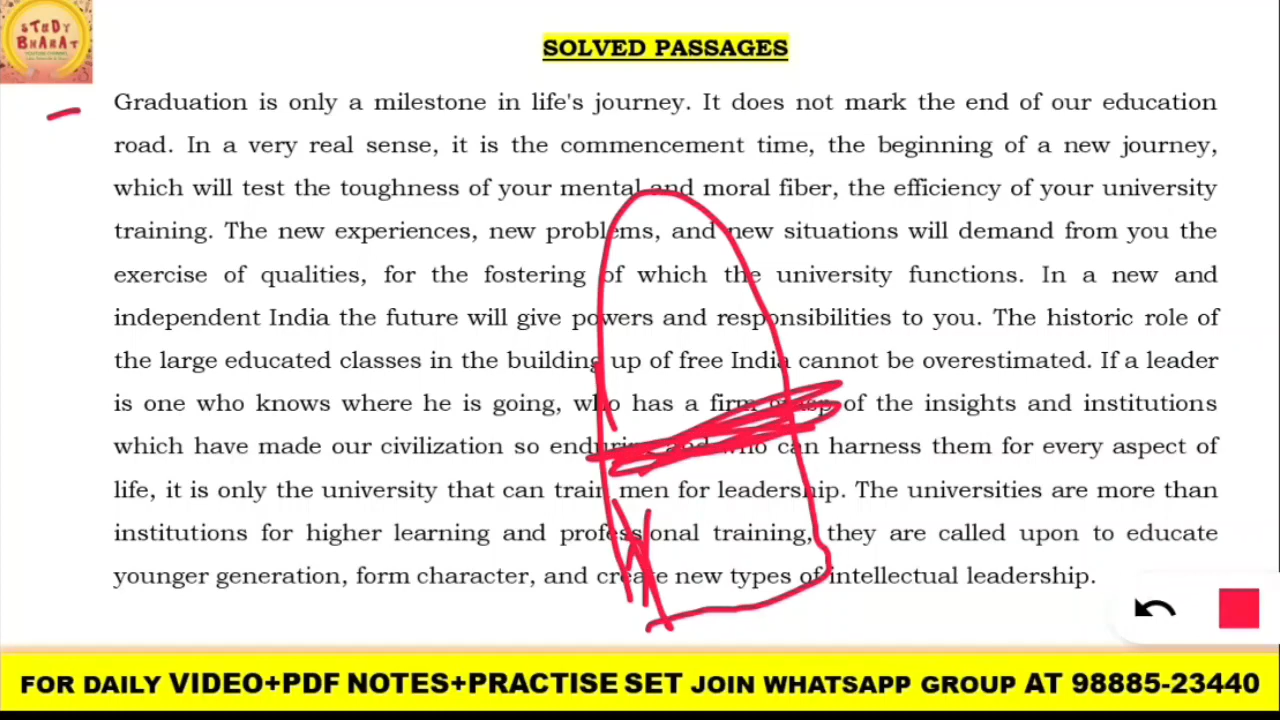 STUDY
BHARAT
SOLVED PASSAGES
Graduation is only a milestone in life's journey. It does not mark the end of our education
road. In a very real sense, it is the commencement time, the beginning of a new journey,
which will test the toughness of your mental and moral fiber, the efficiency of your university
training. The new experiences, new problems, and new situations will demand from you the
exercise of qualities, for the fostering of which the university functions. In a new and
independent India the future will give powers and responsibilities to you. The historic role of
the large educated classes in the building up of free India cannot be overestimated. If a leader
is one who knows where he is going, who has a firm grasp of the insights and institutions
which have made our civilization so enduring and who can harness them for every aspect of
life, it is only the university that can train men for leadership. The universities are more than
institutions for higher learning and professional training, they are called upon to educate
younger generation, form character, and create new types of intellectual leadership.
FOR DAILY VIDEO+PDF NOTES+PRACTISE SET JOIN WHATSAPP GROUP AT 98885-23440